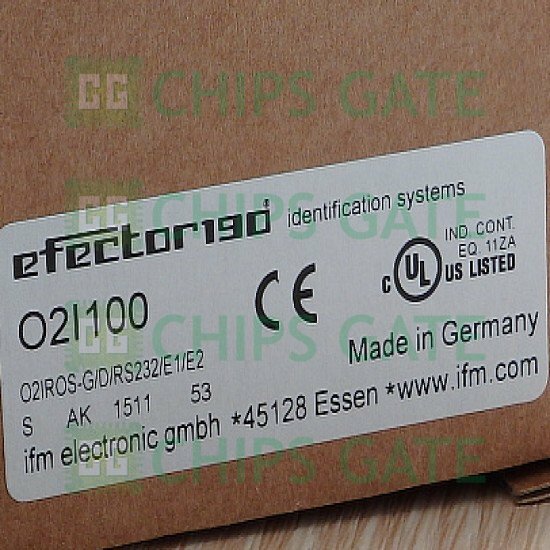 CHIPS GATE
CHIPS GATE
efector190 identification systems
O2I100
C UL US LISTED
IND. CONT.
EQ. 11ZA
CE
O2IROS-G/D/RS232/E1/E2
Made in Germany
S AK 1511 53
ifm electronic gmbh *45128 Essen *www.ifm.com
CHIPS GATE
CHIPS GATE